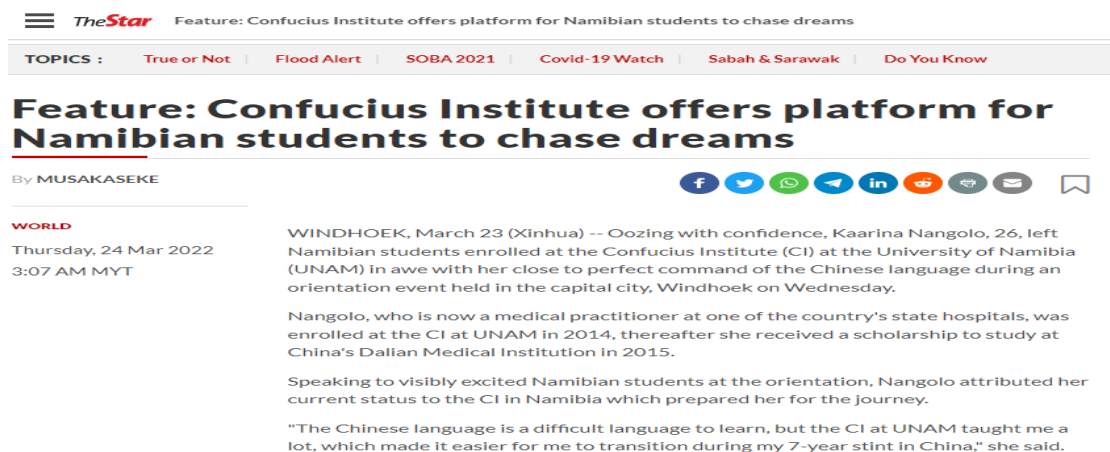 TheStar Feature: Confucius Institute offers platform for Namibian students to chase dreams
TOPICS : True or Not Flood Alert SOBA 2021 Covid-19 Watch Sabah & Sarawak Do You Know
Feature: Confucius Institute offers platform for
Namibian students to chase dreams
By MUSAKASEKE
WORLD
Thursday, 24 Mar 2022
3:07 AM MYT
WINDHOEK, March 23 (Xinhua) -- Oozing with confidence, Kaarina Nangolo, 26, left
Namibian students enrolled at the Confucius Institute (CI) at the University of Namibia
(UNAM) in awe with her close to perfect command of the Chinese language during an
orientation event held in the capital city, Windhoek on Wednesday.
Nangolo, who is now a medical practitioner at one of the country's state hospitals, was
enrolled at the CI at UNAM in 2014, thereafter she received a scholarship to study at
China's Dalian Medical Institution in 2015.
Speaking to visibly excited Namibian students at the orientation, Nangolo attributed her
current status to the CI in Namibia which prepared her for the journey.
"The Chinese language is a difficult language to learn, but the CI at UNAM taught me a
lot, which made it easier for me to transition during my 7-year stint in China," she said.